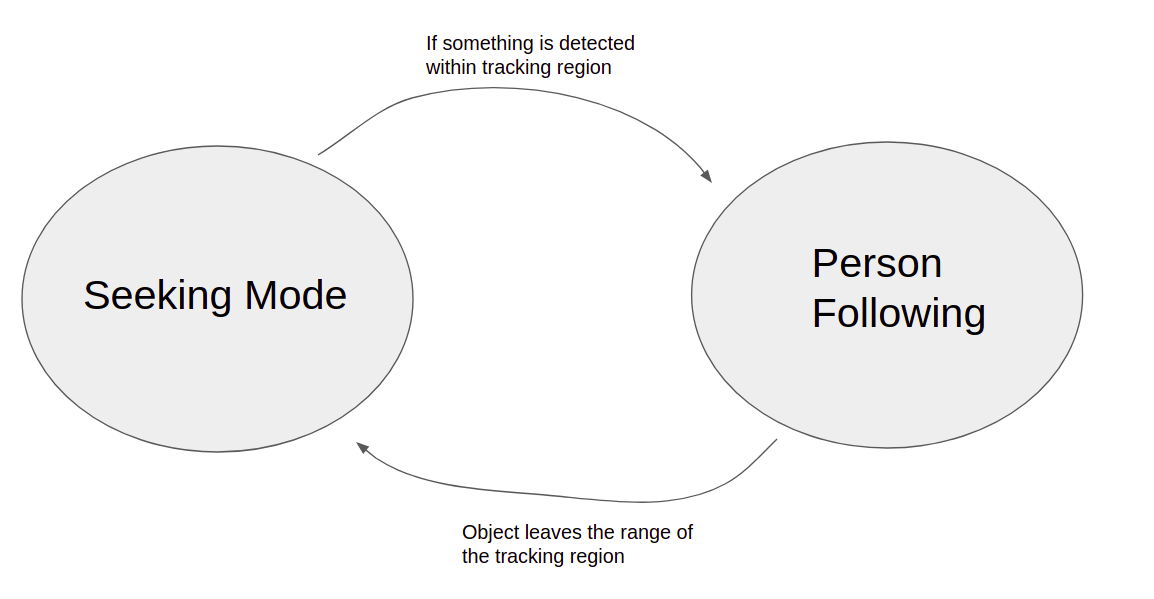 If something is detected
within tracking region
Seeking Mode
Person
Following
Object leaves the range of
the tracking region